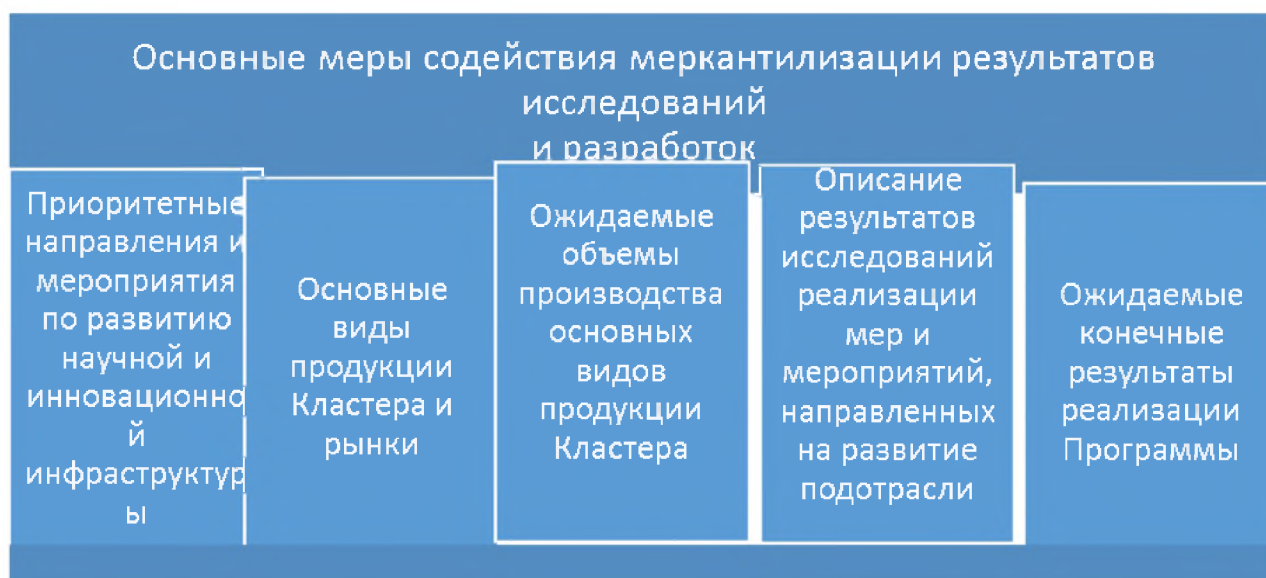 Основные меры содействия меркантилизации результатов
исследований
и разработок
Приоритетные
направления и
мероприятия
по развитию
научной и
инновационно
й
инфраструктур
ы
Основные
виды
продукции
Кластера и
рынки
Ожидаемые
объемы
производства
основных
видов
продукции
Кластера
Описание
результатов
исследований
реализации
мер и
мероприятий,
направленных
на развитие
подотрасли
Ожидаемые
конечные
результаты
реализации
Программы